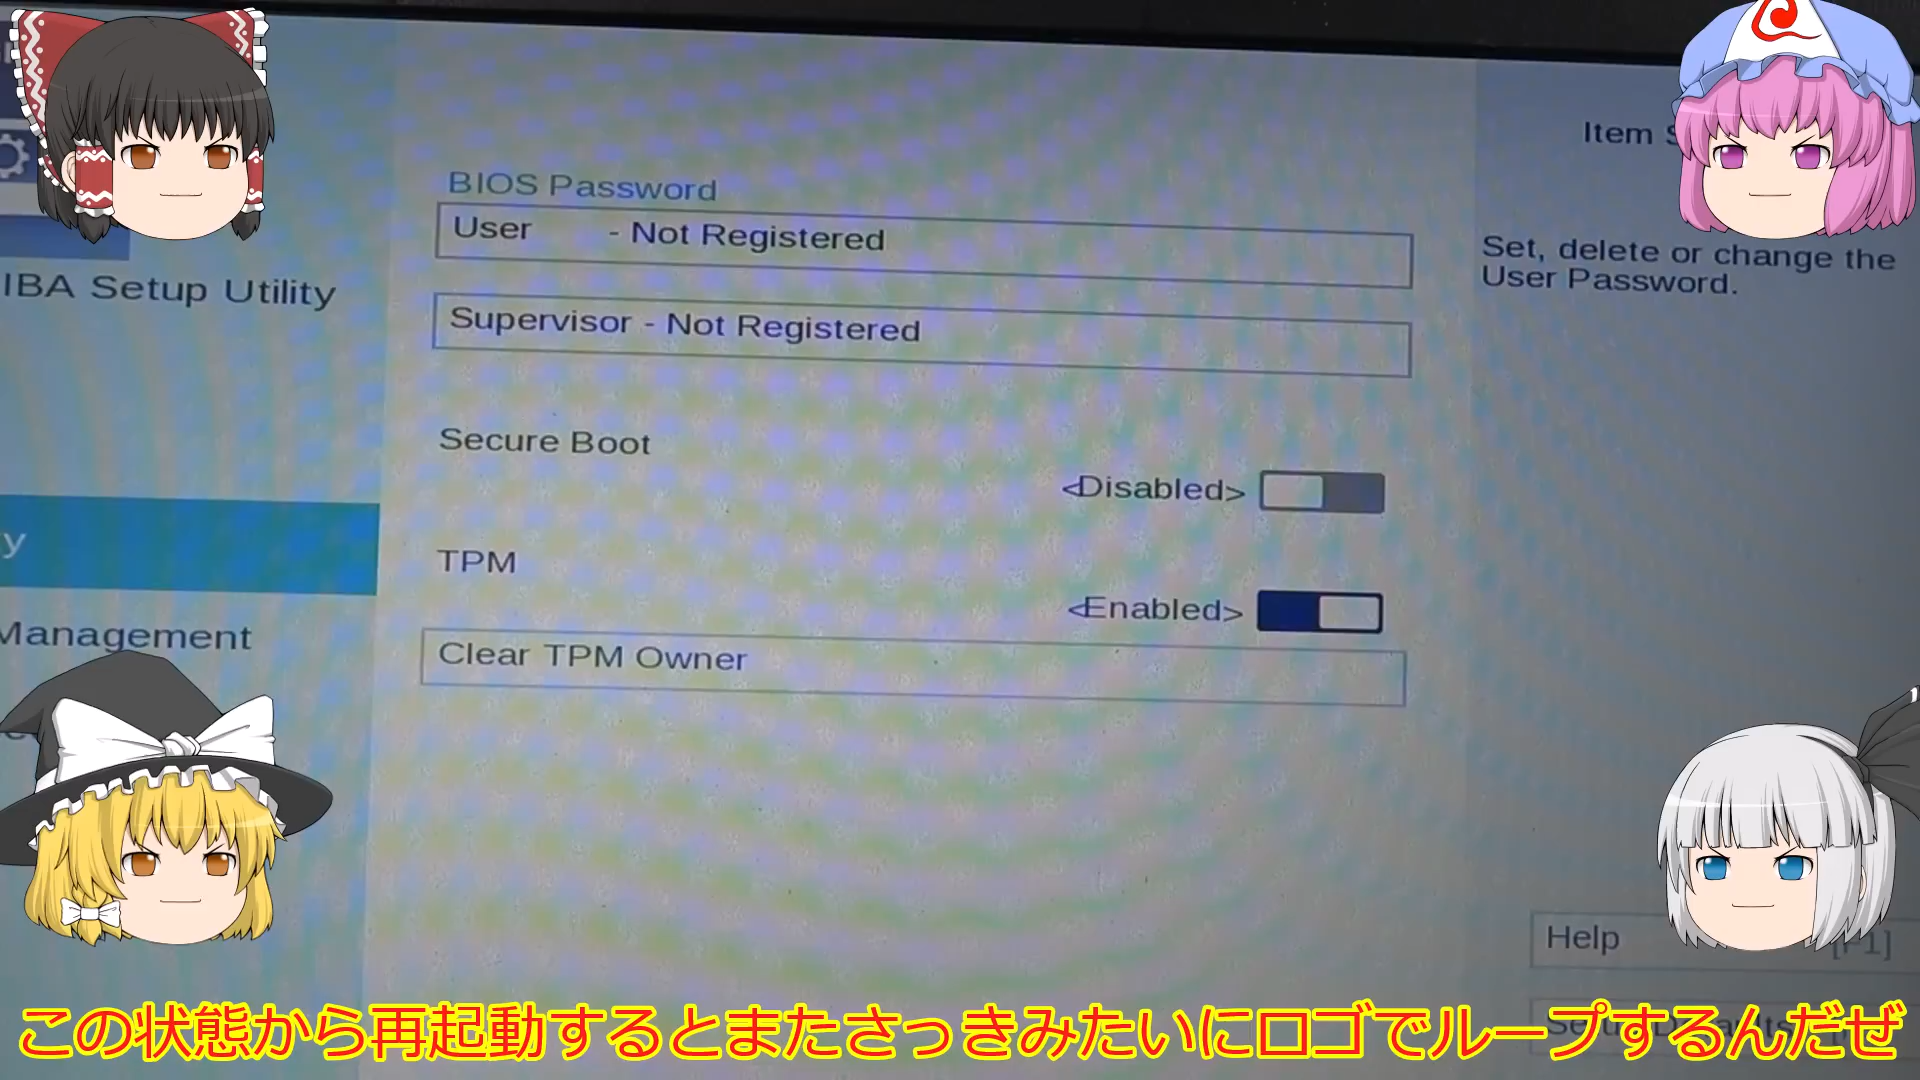 IBA Setup Utility
y
Management
BIOS Password
User - Not Registered
Supervisor - Not Registered
Secure Boot
<Disabled>
TPM
<Enabled>
Clear TPM Owner
Item
Set, delete or change the
User Password.
Help [F1]
この状態から再起動するとまたさっきみたいにロゴでループするんだぜ